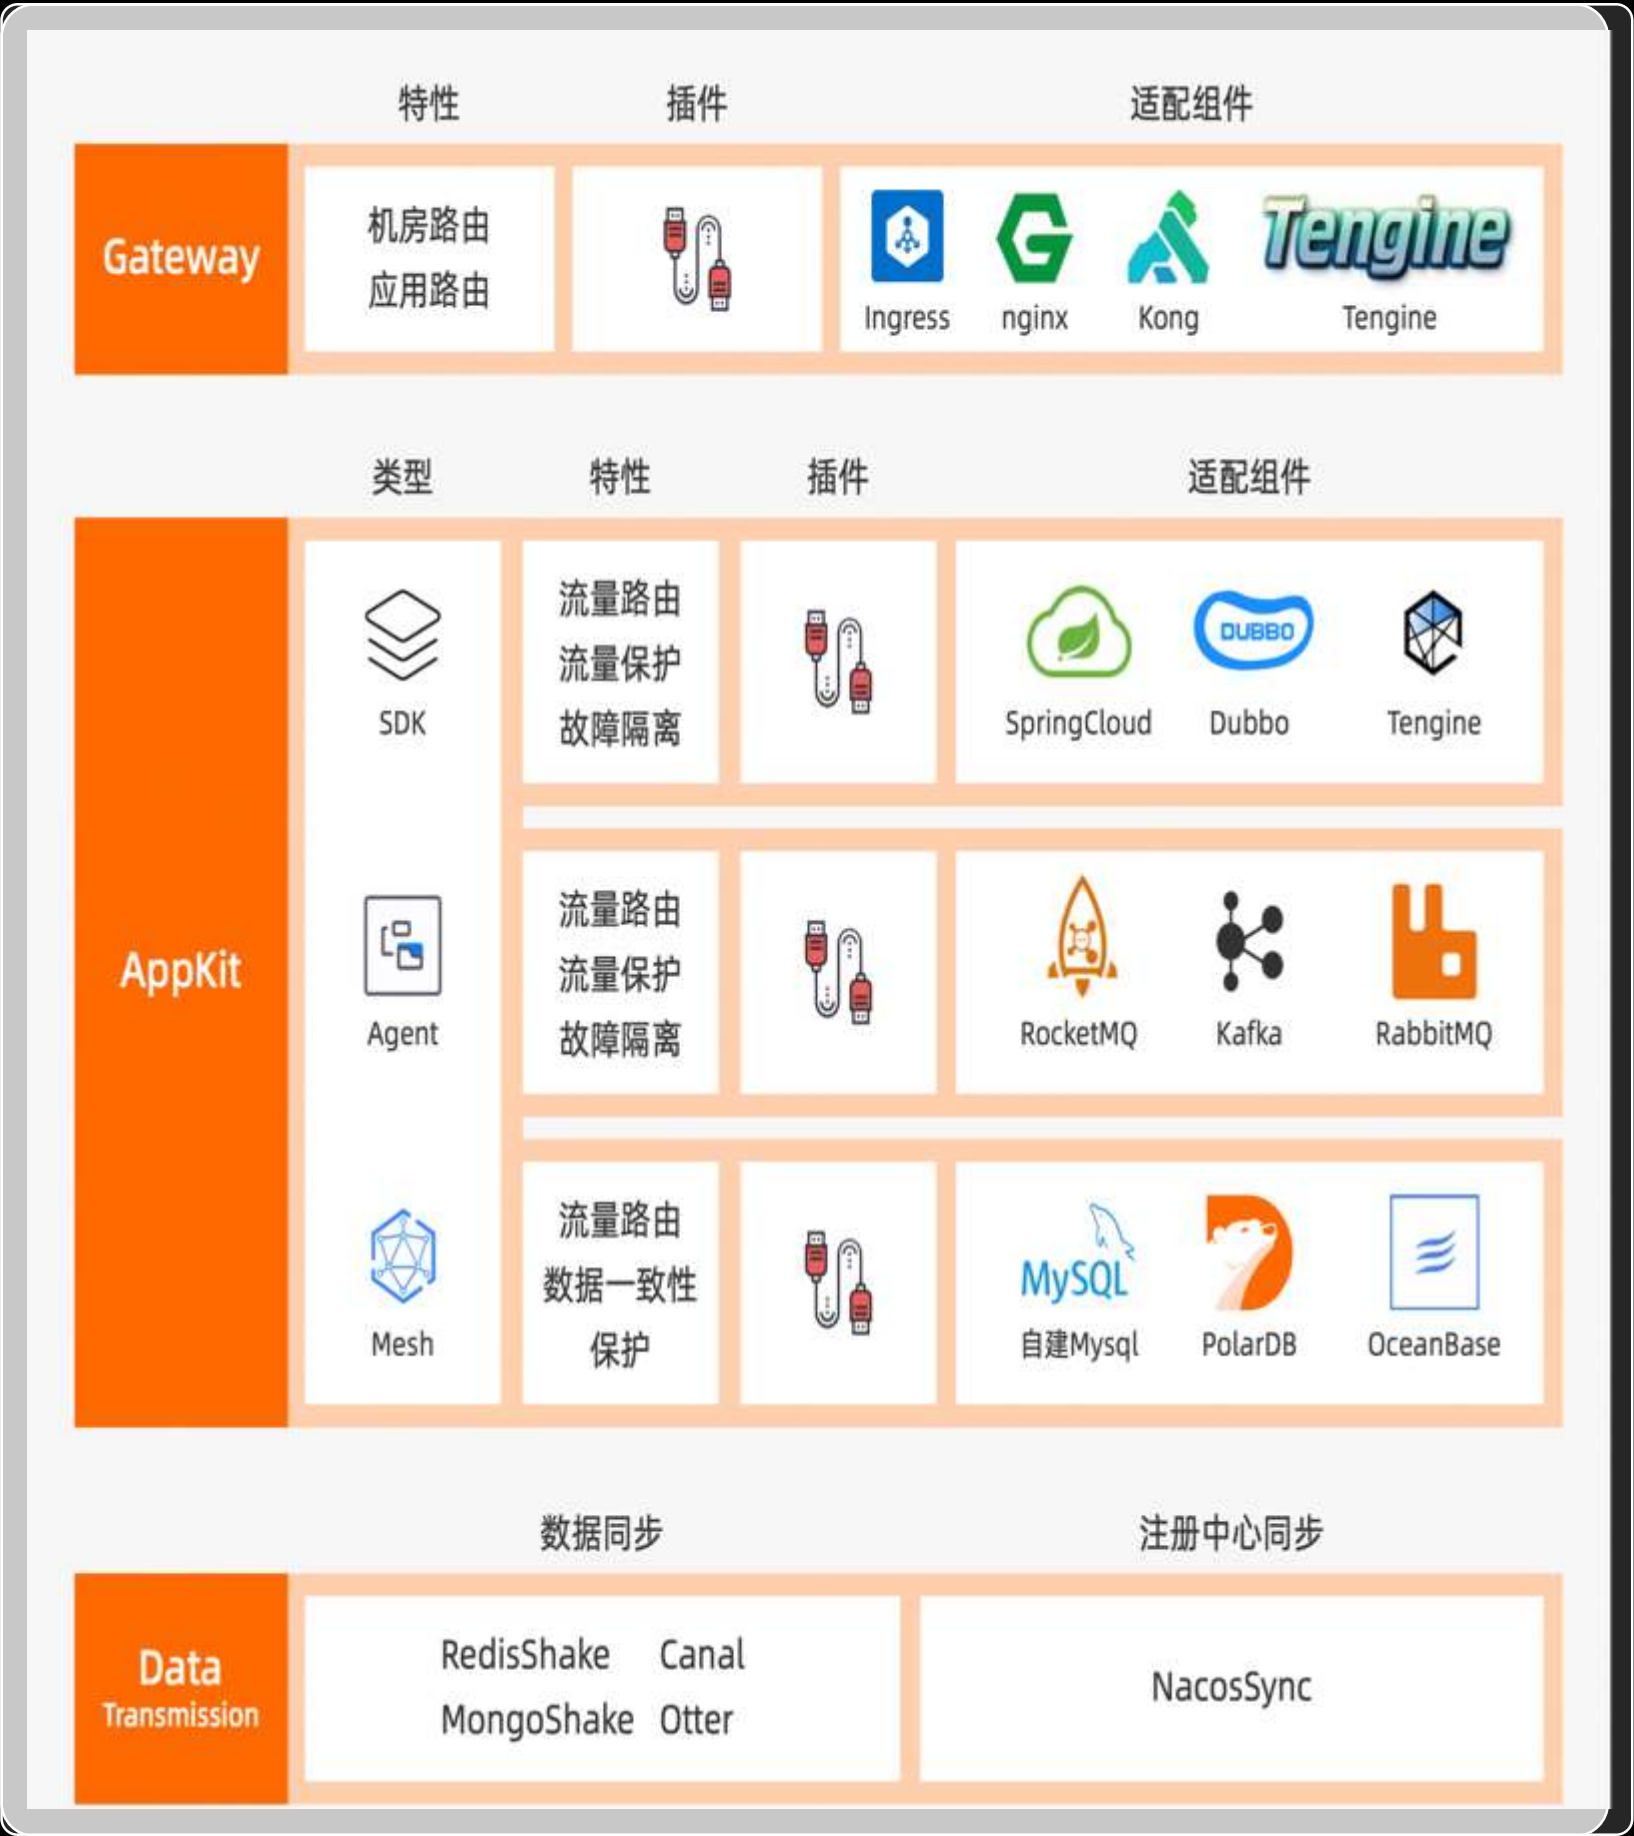 特性 插件 适配组件
Gateway
机房路由
应用路由
Tengine
Ingress nginx Kong Tengine
类型 特性 插件 适配组件
AppKit
SDK
流量路由
流量保护
故障隔离
DUBBO
SpringCloud Dubbo Tengine
Agent
流量路由
流量保护
故障隔离
RocketMQ Kafka RabbitMQ
Mesh
流量路由
数据一致性
保护
MySQL
自建Mysql PolarDB OceanBase
数据同步 注册中心同步
Data
Transmission
RedisShake Canal
MongoShake Otter
NacosSync